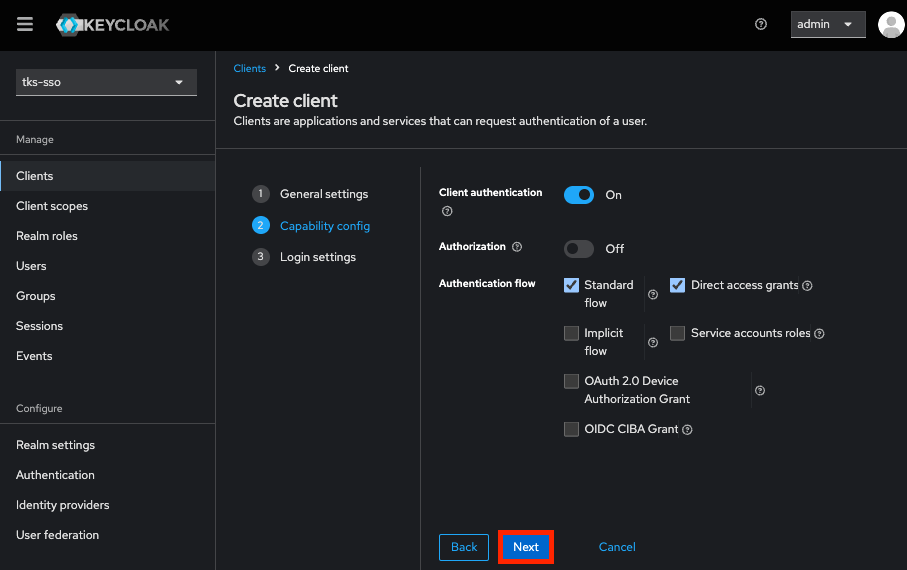 KEYCLOAK
admin
tks-sso
Manage
Clients
Client scopes
Realm roles
Users
Groups
Sessions
Events
Configure
Realm settings
Authentication
Identity providers
User federation
Clients > Create client
Create client
Clients are applications and services that can request authentication of a user.
1 General settings
2 Capability config
3 Login settings
Client authentication
On
Authorization
Off
Authentication flow
Standard
flow
Direct access grants
Implicit
flow
Service accounts roles
OAuth 2.0 Device
Authorization Grant
OIDC CIBA Grant
Back
Next
Cancel